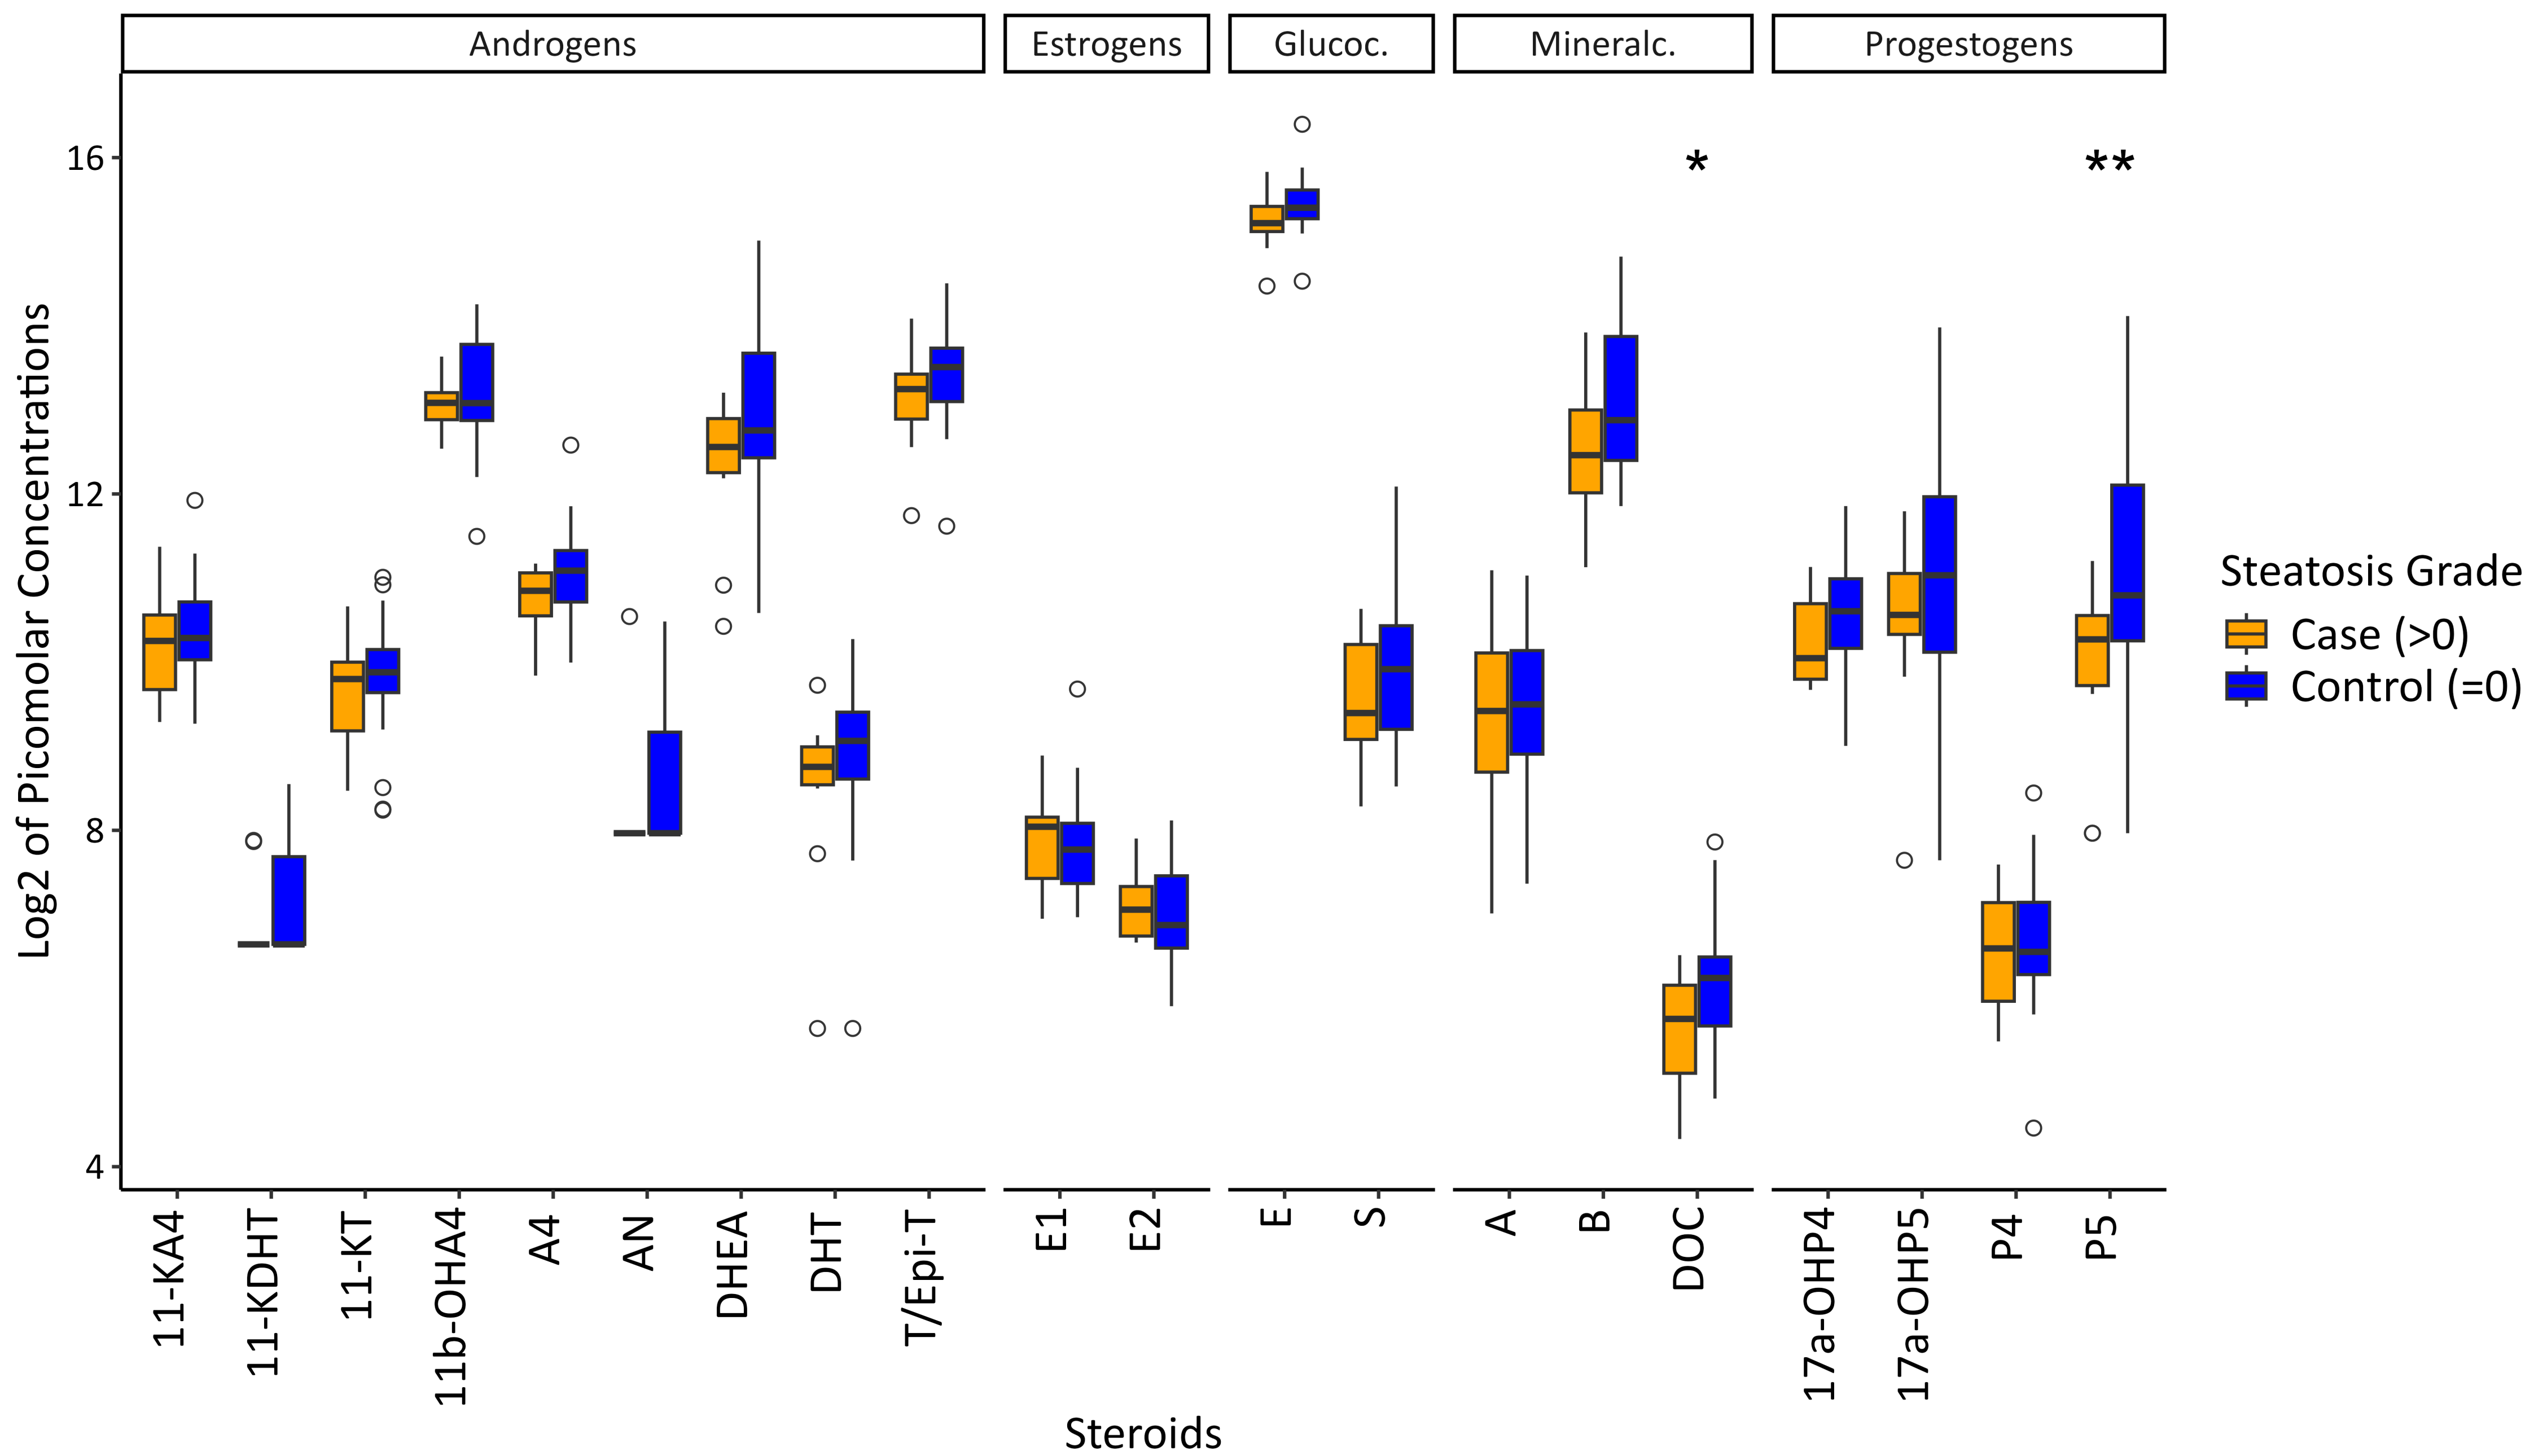 Androgens
Estrogens
Glucoc.
Mineralc.
Progestogens
Log2 of Picomolar Concentrations
16
12
8
4
*
**
11-KA4
11-KDHT
11-KT
11b-OHA4
A4
AN
DHEA
DHT
T/Epi-T
E1
E2
E
S
A
B
DOC
17a-OHP4
17a-OHP5
P4
P5
Steroids
Steatosis Grade
Case (>0)
Control (=0)